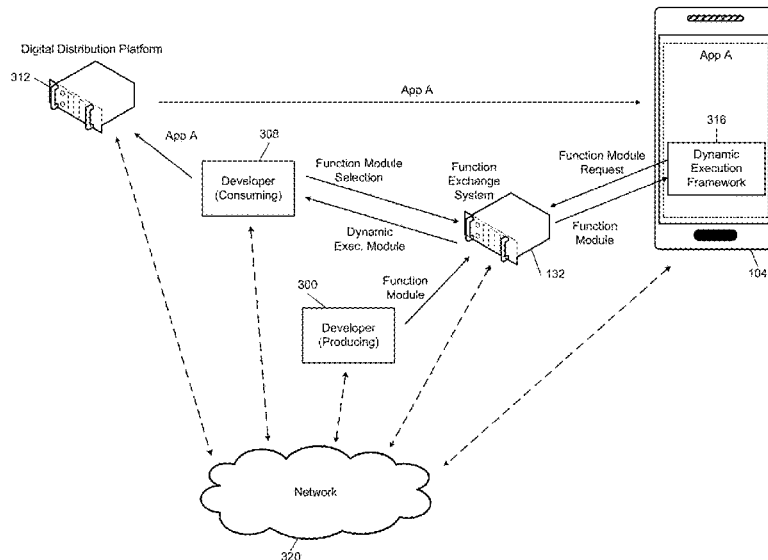 Digital Distribution Platform
312
App A
App A
App A
308
316
Developer
(Consuming)
Function Module
Selection
Function
Exchange
System
Function Module
Request
Dynamic
Execution
Framework
Dynamic
Exec. Module
Function
Module
132
104
300
Function
Module
Developer
(Producing)
Network
320